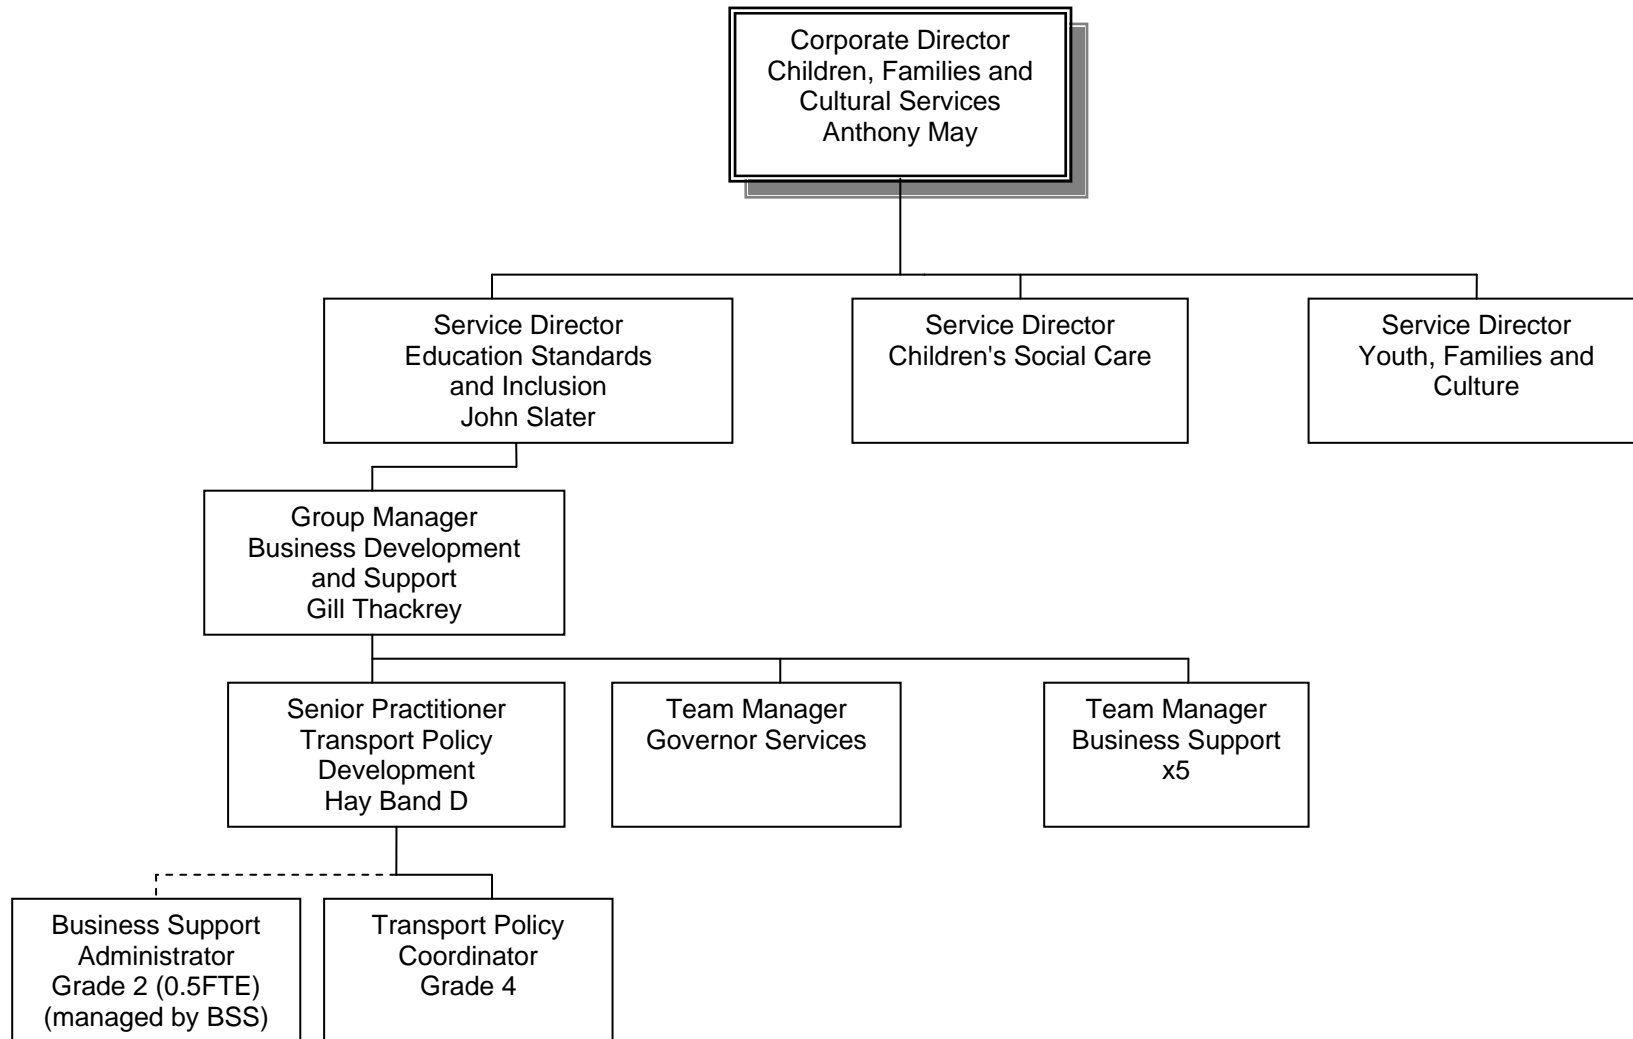 Corporate Director
Children, Families and
Cultural Services
Anthony May
Service Director
Education Standards
and Inclusion
John Slater
Service Director
Children's Social Care
Service Director
Youth, Families and
Culture
Group Manager
Business Development
and Support
Gill Thackrey
Senior Practitioner
Transport Policy
Development
Hay Band D
Team Manager
Governor Services
Team Manager
Business Support
x5
Business Support
Administrator
Grade 2 (0.5FTE)
(managed by BSS)
Transport Policy
Coordinator
Grade 4